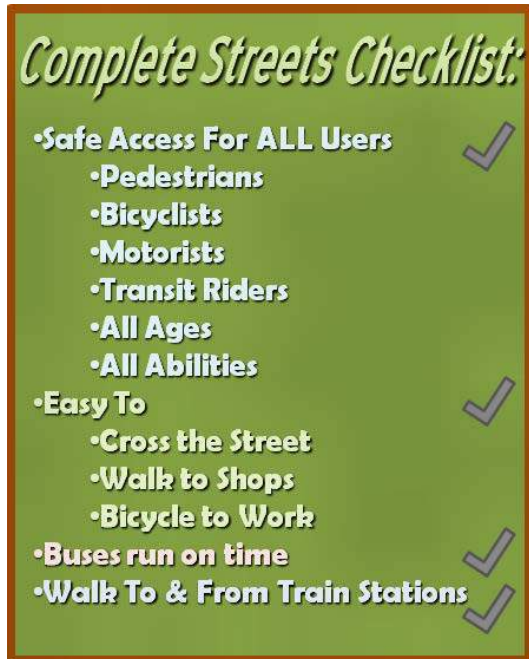 Complete Streets Checklist:
•Safe Access For ALL Users
•Pedestrians
•Bicyclists
•Motorists
•Transit Riders
•All Ages
•All Abilities
•Easy To
•Cross the Street
•Walk to Shops
•Bicycle to Work
•Buses run on time
•Walk To & From Train Stations